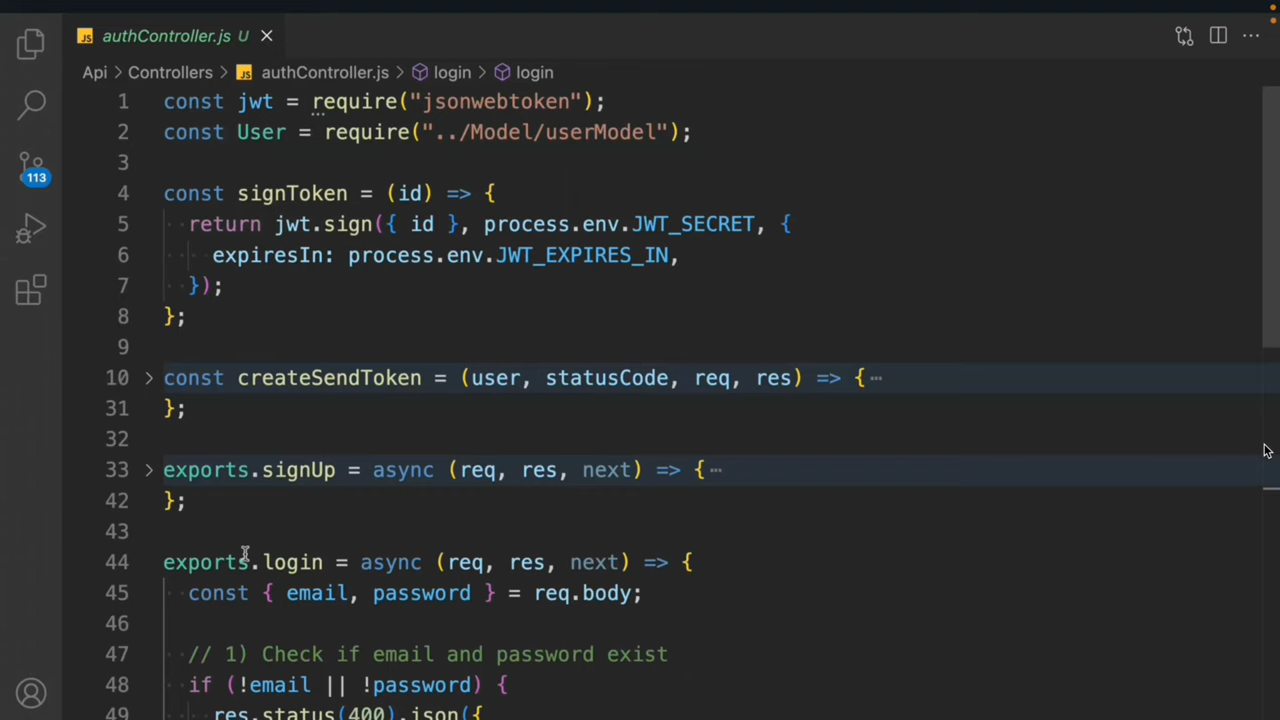 JS authController.js U ×
Api > Controllers > JS authController.js > login > login
113
1 const jwt = require("jsonwebtoken");
2 const User = require("../Model/userModel");
3
4 const signToken = (id) => {
5 return jwt.sign({ id }, process.env.JWT_SECRET, {
6 expiresIn: process.env.JWT_EXPIRES_IN,
7 });
8 };
9
10 const createSendToken = (user, statusCode, req, res) => { ⋯
31 };
32
33 exports.signUp = async (req, res, next) => { ⋯
42 };
43
44 exports.login = async (req, res, next) => {
45 const { email, password } = req.body;
46
47 // 1) Check if email and password exist
48 if (!email || !password) {
49 res.status(400).json({